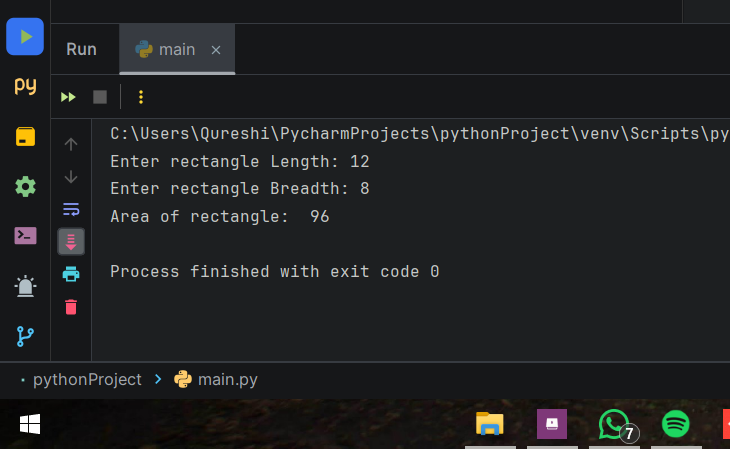 Run
main
py
C:\Users\Qureshi\PycharmProjects\pythonProject\venv\Scripts\py
Enter rectangle Length: 12
Enter rectangle Breadth: 8
Area of rectangle:  96
Process finished with exit code 0
pythonProject
main.py
7